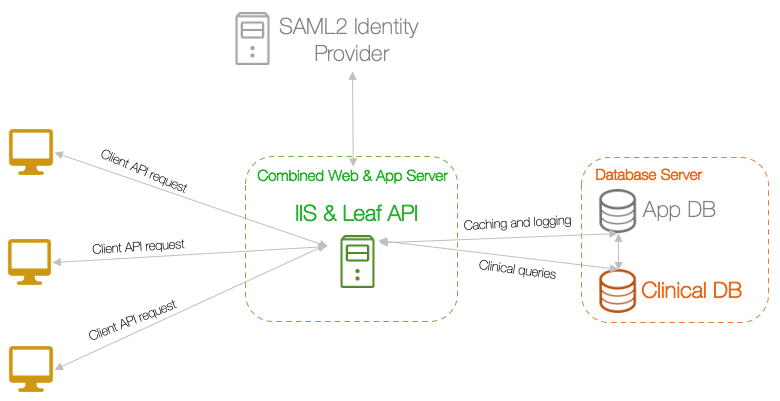 SAML2 Identity
Provider
Client API request
Client API request
Client API request
Combined Web & App Server
IIS & Leaf API
Caching and logging
Clinical queries
Database Server
App DB
Clinical DB